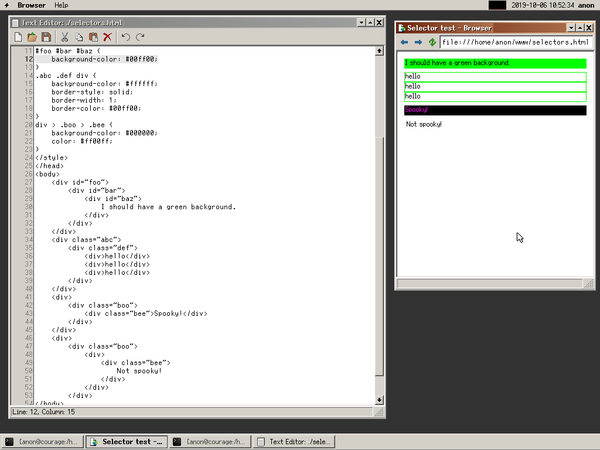 Browser Help 2019-10-06 10:52:34 anon
Text Editor: ./selectors.html
11 #foo #bar #baz {
12 background-color: #00ff00;
13 }
14 .abc .def div {
15 background-color: #ffffff;
16 border-style: solid;
17 border-width: 1;
18 border-color: #00ff00;
19 }
20 div > .boo > .bee {
21 background-color: #000000;
22 color: #ff00ff;
23 }
24 </style>
25 </head>
26 <body>
27 <div id="foo">
28 <div id="bar">
29 <div id="baz">
30 I should have a green background.
31 </div>
32 </div>
33 </div>
34 <div class="abc">
35 <div class="def">
36 <div>hello</div>
37 <div>hello</div>
38 <div>hello</div>
39 </div>
40 </div>
41 <div>
42 <div class="boo">
43 <div class="bee">Spooky!</div>
44 </div>
45 </div>
46 <div>
47 <div class="boo">
48 <div>
49 <div class="bee">
50 Not spooky!
51 </div>
52 </div>
53 </div>
54 </body>
Line: 12, Column: 15
Selector test - Browser
file:///home/anon/www/selectors.html
I should have a green background.
hello
hello
hello
Spooky!
Not spooky!
[anon@courage:/h...
Selector test -...
[anon@courage:/h...
Text Editor: ./sele...